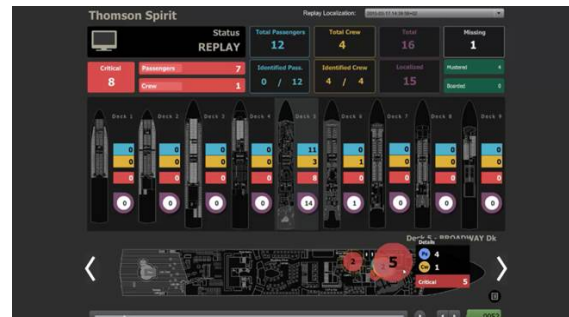 Thomson Spirit
Replay Localization:
Status
REPLAY
Total Passengers
12
Total Crew
4
Total
16
Missing
1
Critical
8
Passengers 7
Crew 1
Identified Pass.
0 / 12
Identified Crew
4 / 4
Localized
15
Mustered 4
Boarded
Deck 1 Deck 2 Deck 3 Deck 4 Deck 5 Deck 6 Deck 7 Deck 8 Deck 9
0 0 0 0 11 0 0 0 0
0 0 0 0 3 1 0 0 0
0 0 0 0 8 0 0 0 0
0 0 0 0 14 1 0 0 0
Deck 5 - BROADWAY Dk
Details
Ps 4
Cw 1
Critical 5
2
5